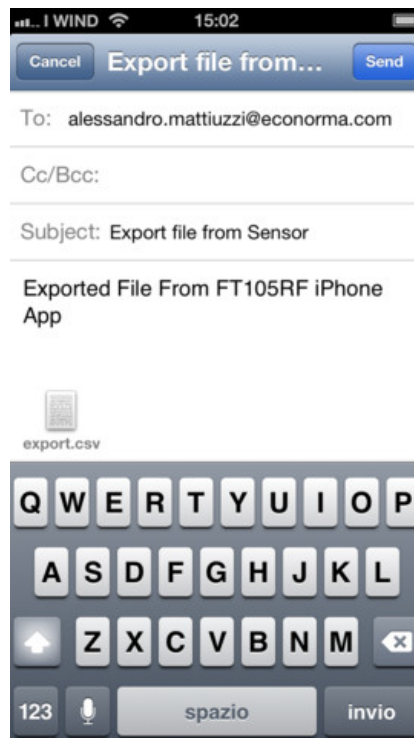 I WIND 15:02
Cancel Export file from... Send
To: alessandro.mattiuzzi@econorma.com
Cc/Bcc:
Subject: Export file from Sensor
Exported File From FT105RF iPhone
App
export.csv
Q W E R T Y U I O P
A S D F G H J K L
Z X C V B N M
123 spazio invio